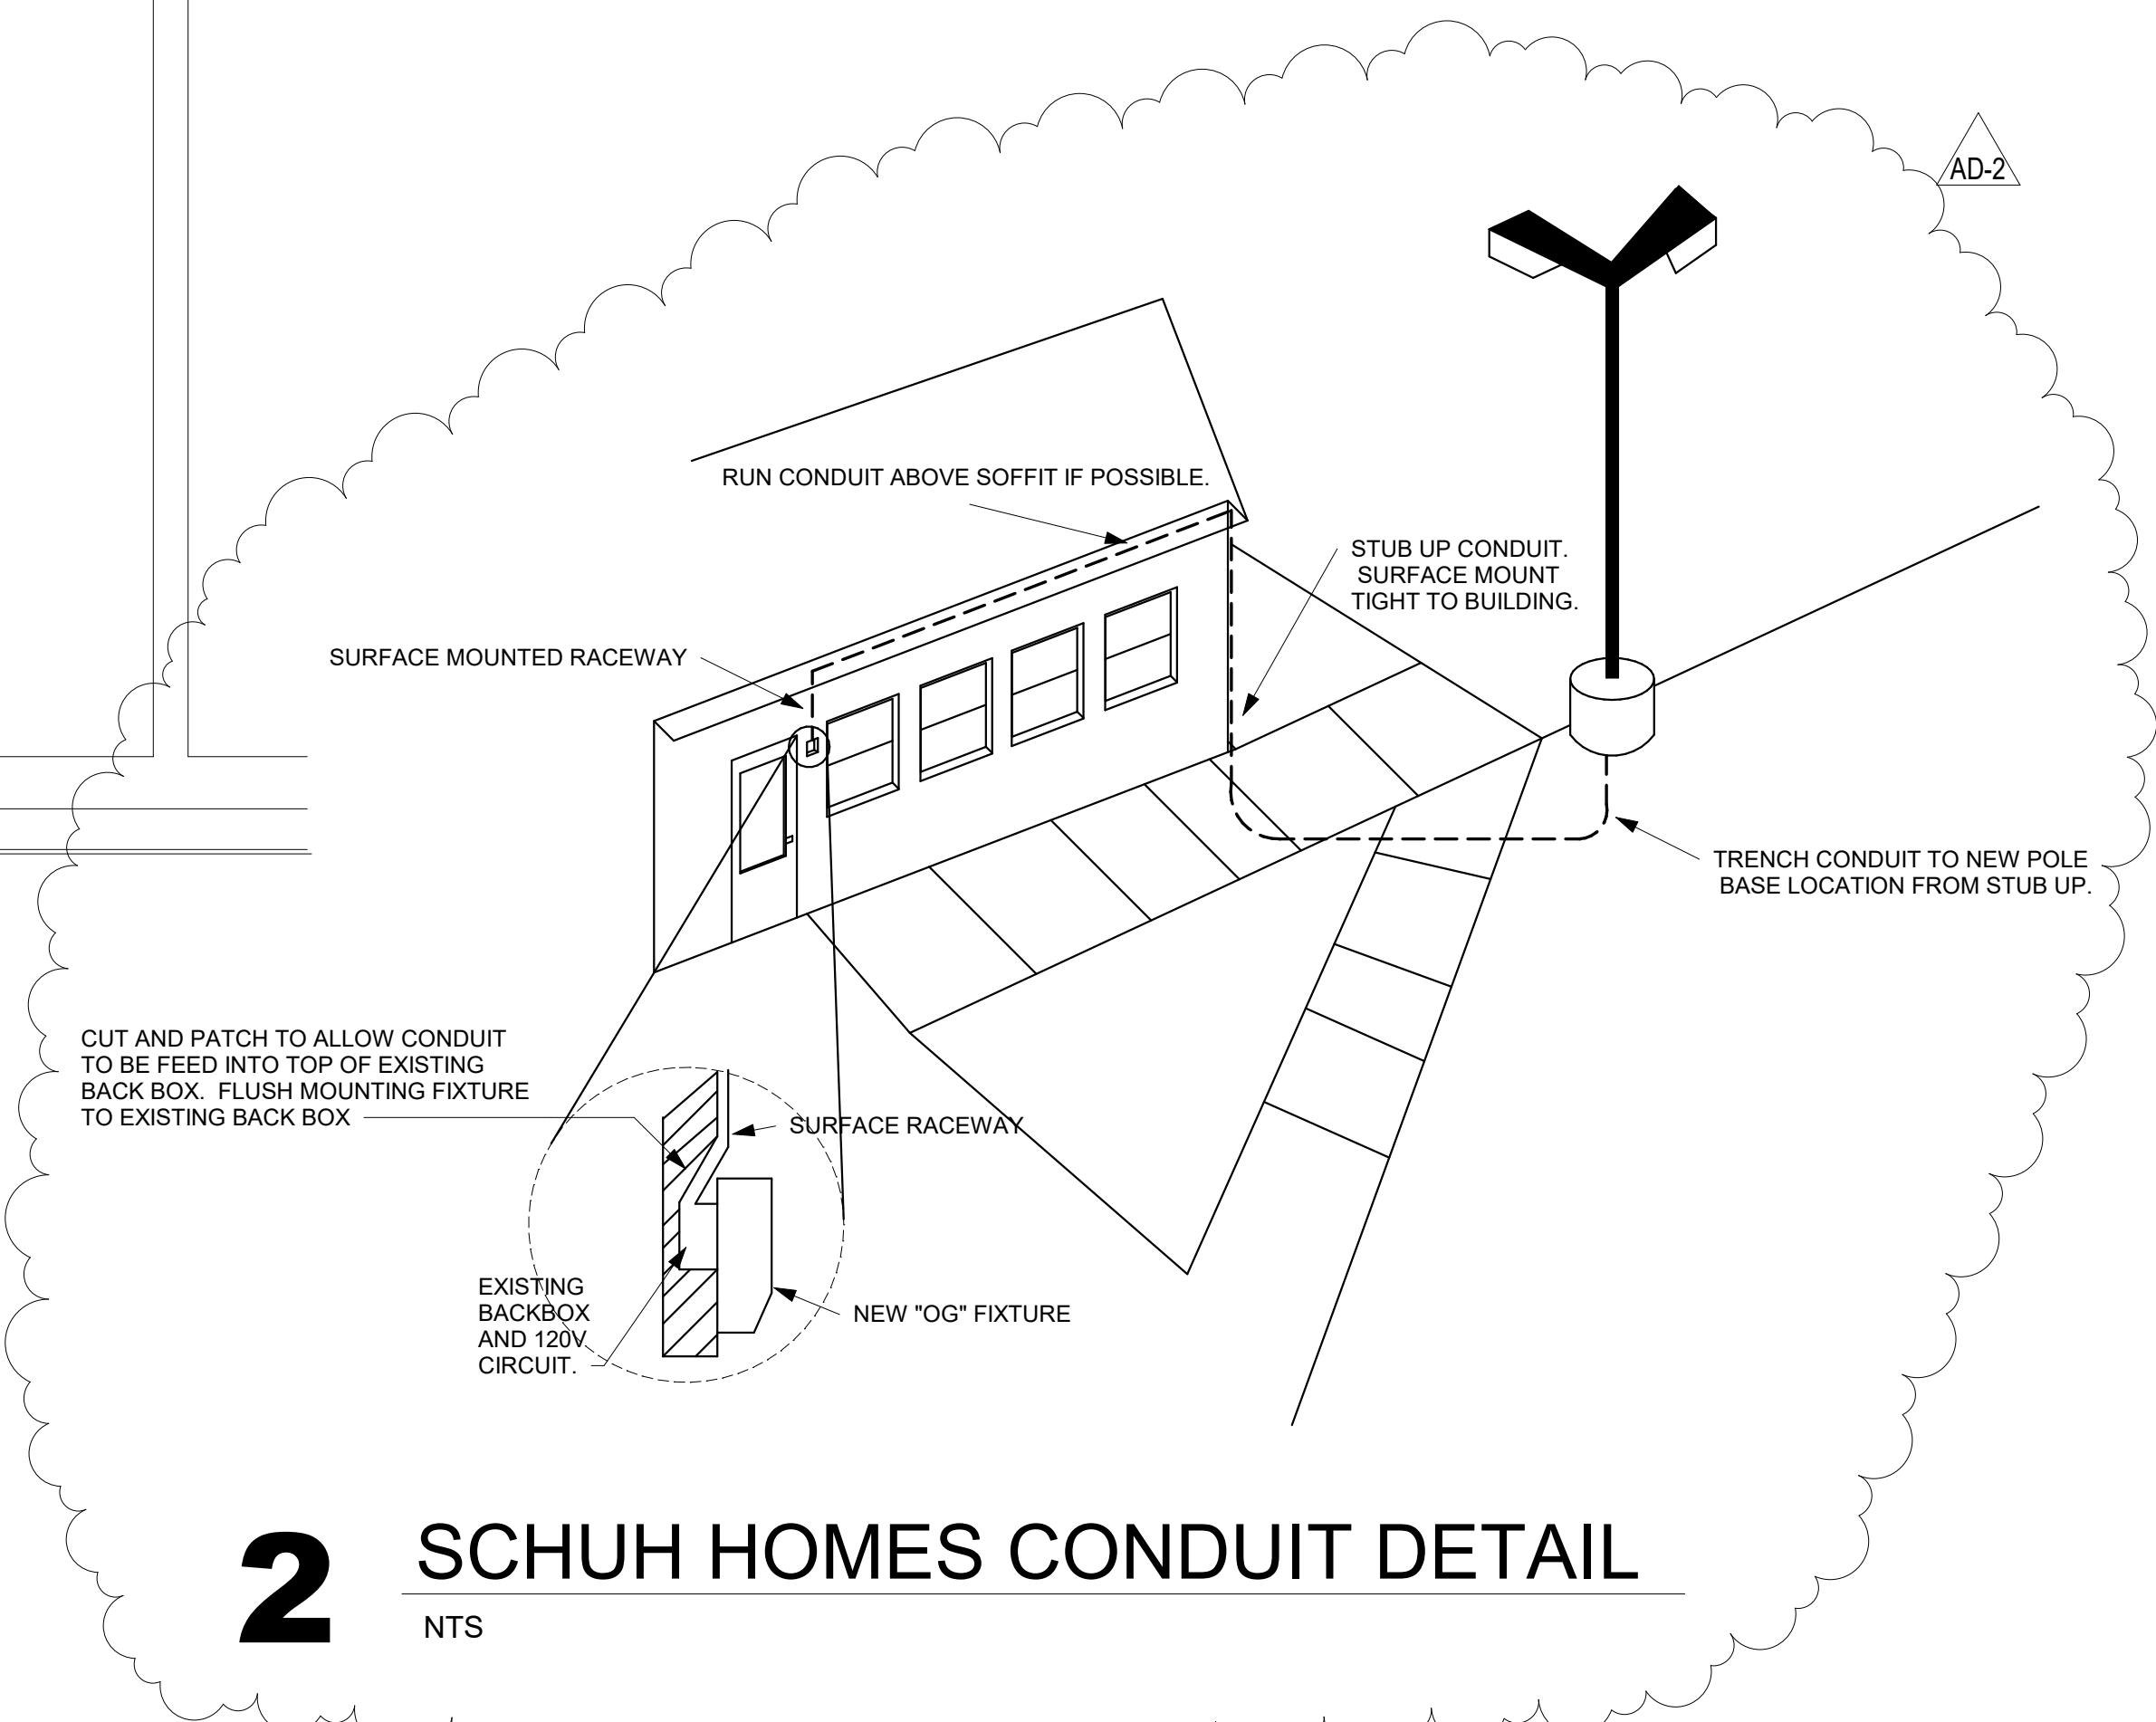 AD-2
RUN CONDUIT ABOVE SOFFIT IF POSSIBLE.
STUB UP CONDUIT.
SURFACE MOUNT
TIGHT TO BUILDING.
SURFACE MOUNTED RACEWAY
TRENCH CONDUIT TO NEW POLE
BASE LOCATION FROM STUB UP.
CUT AND PATCH TO ALLOW CONDUIT
TO BE FEED INTO TOP OF EXISTING
BACK BOX. FLUSH MOUNTING FIXTURE
TO EXISTING BACK BOX
SURFACE RACEWAY
EXISTING
BACKBOX
AND 120V
CIRCUIT.
NEW "OG" FIXTURE
2 SCHUH HOMES CONDUIT DETAIL
NTS